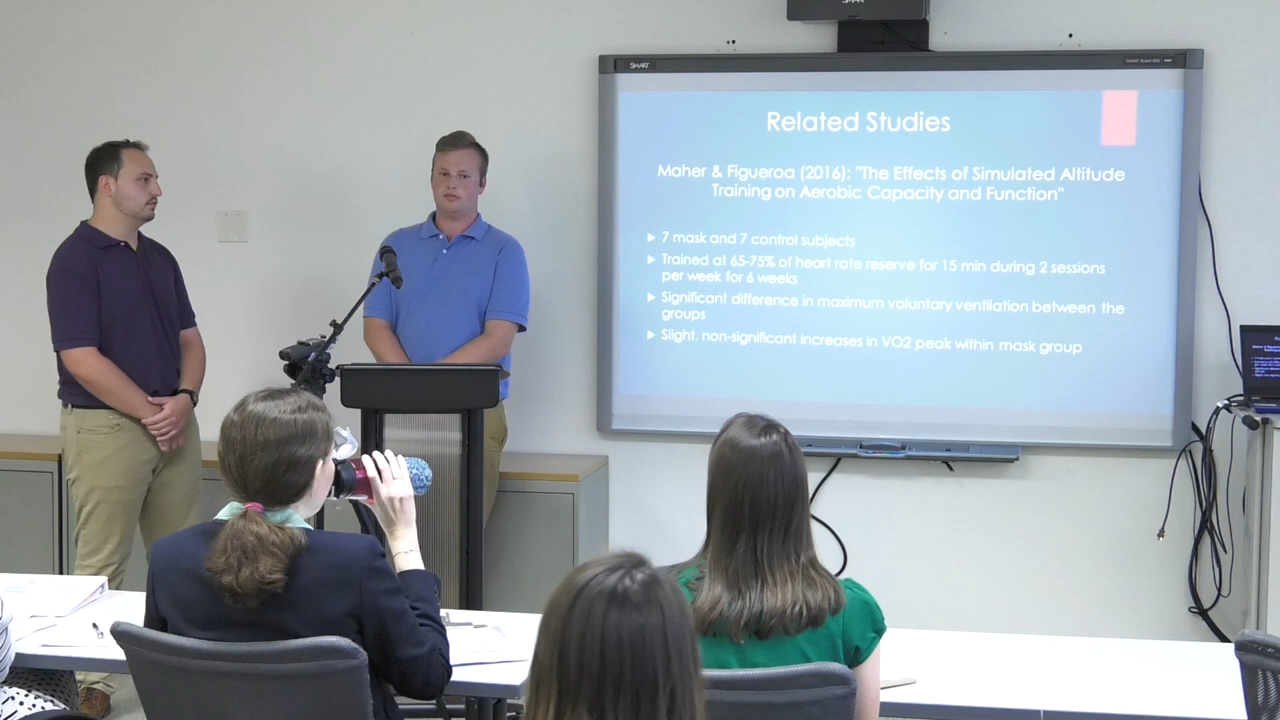 SMART
SMART
Related Studies
Maher & Figueroa (2016): "The Effects of Simulated Altitude
Training on Aerobic Capacity and Function"
7 mask and 7 control subjects
Trained at 65-75% of heart rate reserve for 15 min during 2 sessions
per week for 6 weeks
Significant difference in maximum voluntary ventilation between the
groups
Slight, non-significant increases in VO2 peak within mask group